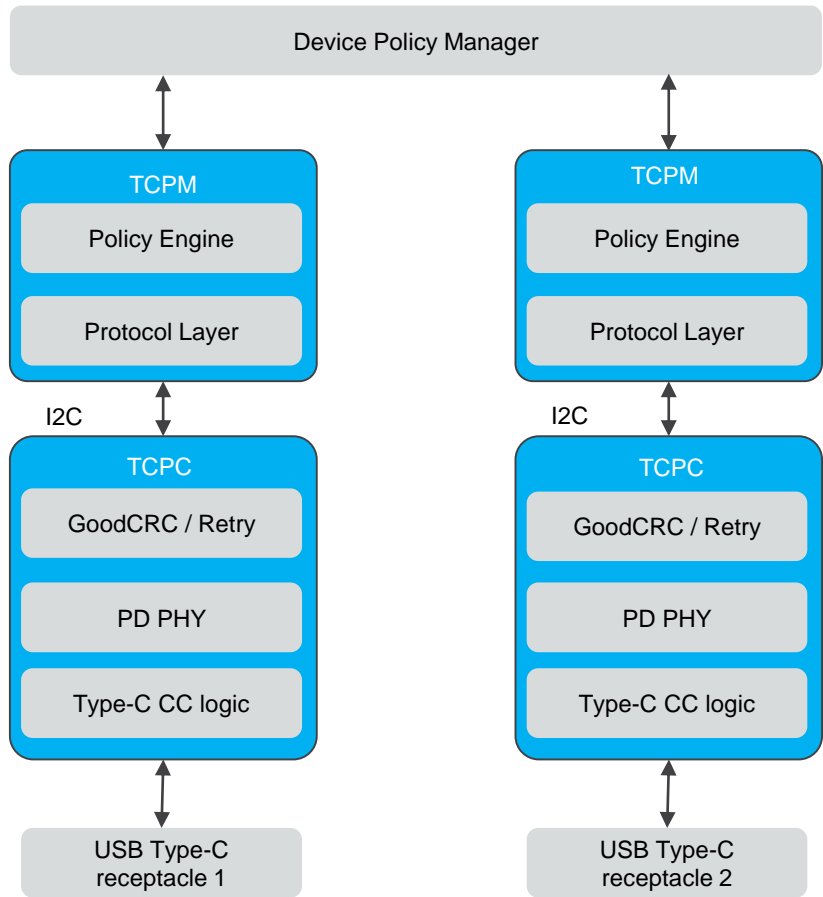 Device Policy Manager
TCPM
Policy Engine
Protocol Layer
I2C
TCPC
GoodCRC / Retry
PD PHY
Type-C CC logic
USB Type-C
receptacle 1
TCPM
Policy Engine
Protocol Layer
I2C
TCPC
GoodCRC / Retry
PD PHY
Type-C CC logic
USB Type-C
receptacle 2